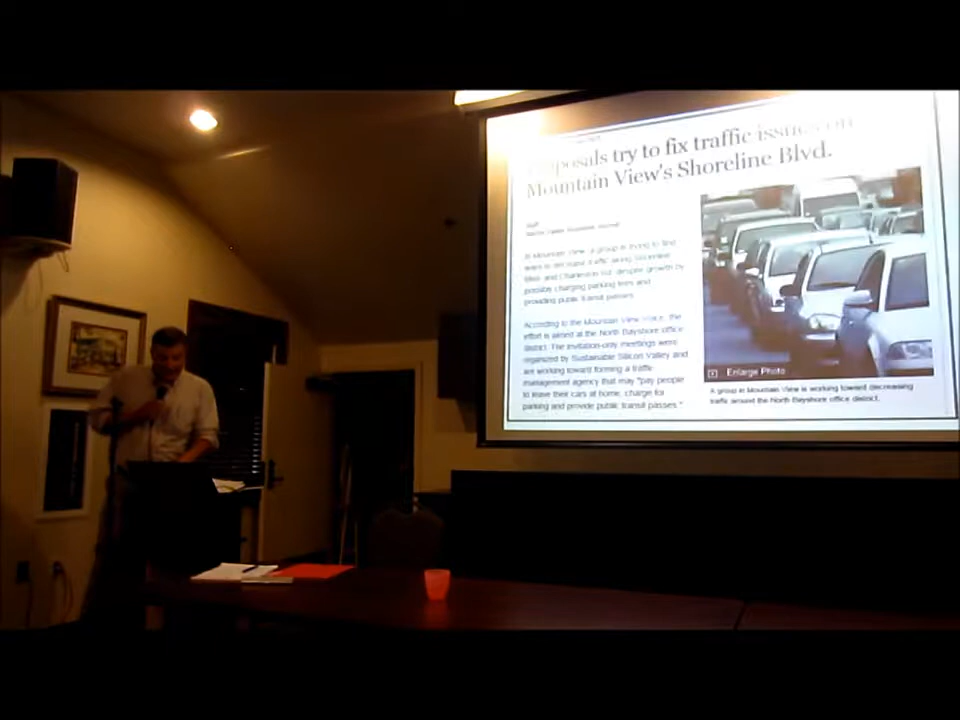 try to fix traffic issues on
Mountain View's Shoreline Blvd.
In Mountain View, a group is trying to find
ways to decrease traffic along Shoreline
Blvd. and Charleston Rd. despite growth by
possibly charging parking fees and
providing public transit passes.
According to the Mountain View Voice, the
effort is aimed at the North Bayshore office
district. The invitation-only meetings were
organized by Sustainable Silicon Valley and
are working toward forming a traffic
management agency that may "pay people
to leave their cars at home, charge for
parking and provide public transit passes."
Enlarge Photo
A group in Mountain View is working toward decreasing
traffic around the North Bayshore office district.